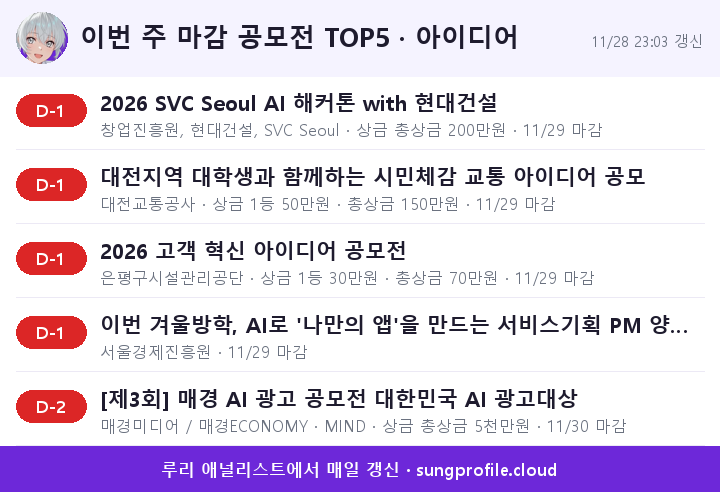 이번 주 마감 공모전 TOP5 · 아이디어
11/28 23:03 갱신
D-1
2026 SVC Seoul AI 해커톤 with 현대건설
창업진흥원, 현대건설, SVC Seoul · 상금 총상금 200만원 · 11/29 마감
D-1
대전지역 대학생과 함께하는 시민체감 교통 아이디어 공모
대전교통공사 · 상금 1등 50만원 · 총상금 150만원 · 11/29 마감
D-1
2026 고객 혁신 아이디어 공모전
은평구시설관리공단 · 상금 1등 30만원 · 총상금 70만원 · 11/29 마감
D-1
이번 겨울방학, AI로 '나만의 앱'을 만드는 서비스기획 PM 양...
서울경제진흥원 · 11/29 마감
D-2
[제3회] 매경 AI 광고 공모전 대한민국 AI 광고대상
매경미디어 / 매경ECONOMY · MIND · 상금 총상금 5천만원 · 11/30 마감
루리 애널리스트에서 매일 갱신 · sungprofile.cloud